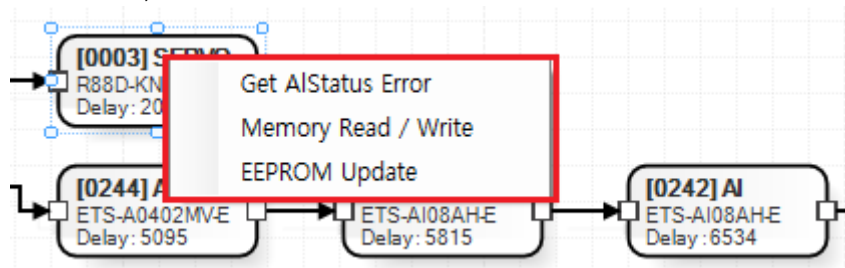 [0003] SERVO
R88D-KN
Delay: 20
Get AlStatus Error
Memory Read / Write
EEPROM Update
[0244] A
ETS-A0402MV-E
Delay: 5095
ETS-AI08AH-E
Delay: 5815
[0242] AI
ETS-AI08AH-E
Delay: 6534